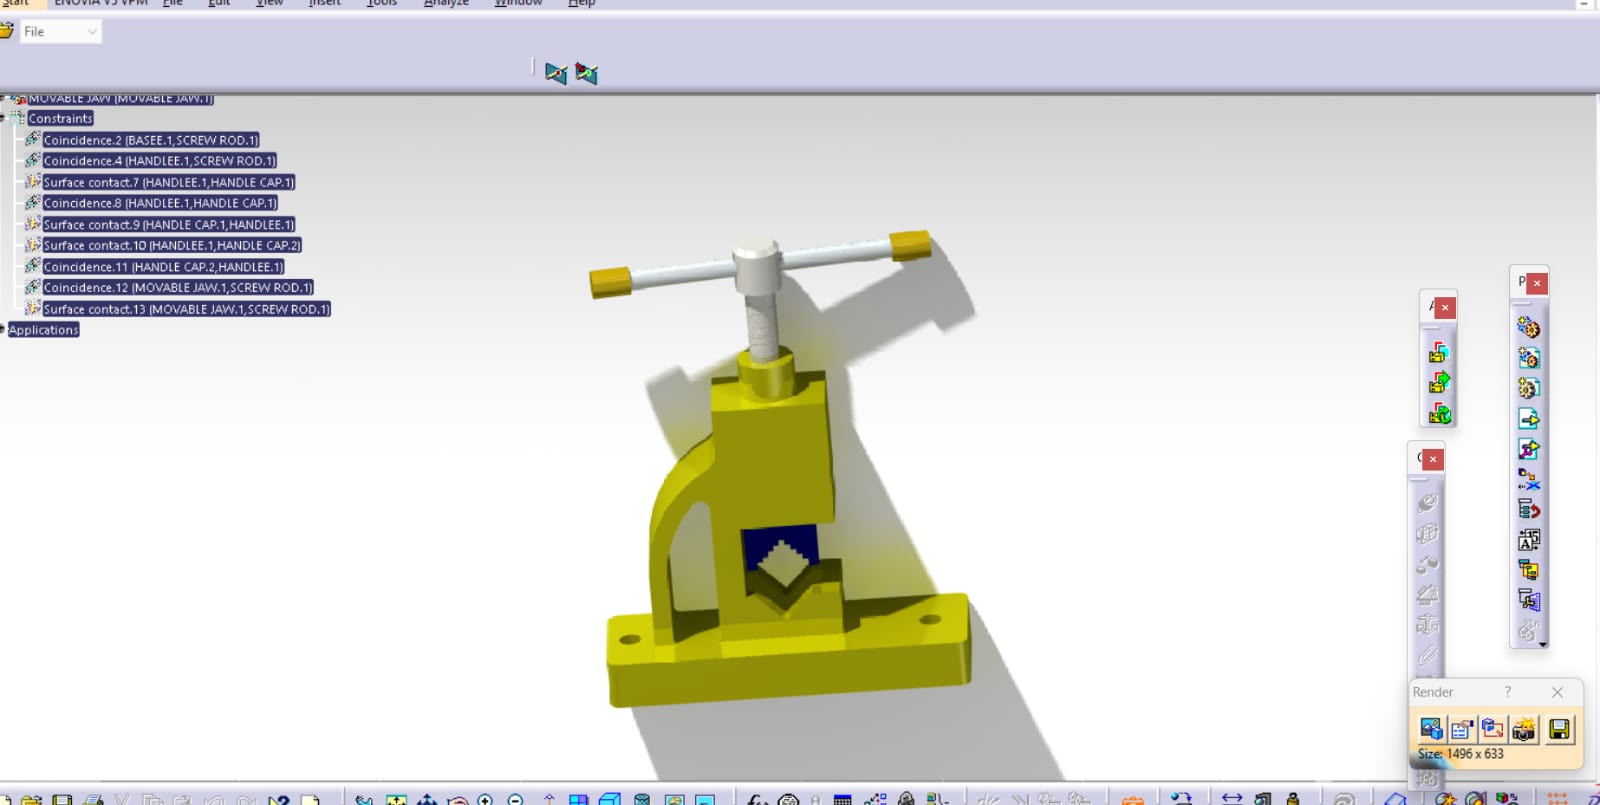 Start ENOVIA V5 VPM File Edit View Insert Tools Analyze Window Help
File
MOVABLE JAW (MOVABLE JAW.1)
Constraints
Coincidence.2 (BASEE.1,SCREW ROD.1)
Coincidence.4 (HANDLEE.1,SCREW ROD.1)
Surface contact.7 (HANDLEE.1,HANDLE CAP.1)
Coincidence.8 (HANDLEE.1,HANDLE CAP.1)
Surface contact.9 (HANDLE CAP.1,HANDLEE.1)
Surface contact.10 (HANDLEE.1,HANDLE CAP.2)
Coincidence.11 (HANDLE CAP.2,HANDLEE.1)
Coincidence.12 (MOVABLE JAW.1,SCREW ROD.1)
Surface contact.13 (MOVABLE JAW.1,SCREW ROD.1)
Applications
P
Render ?
Size: 1496 x 633